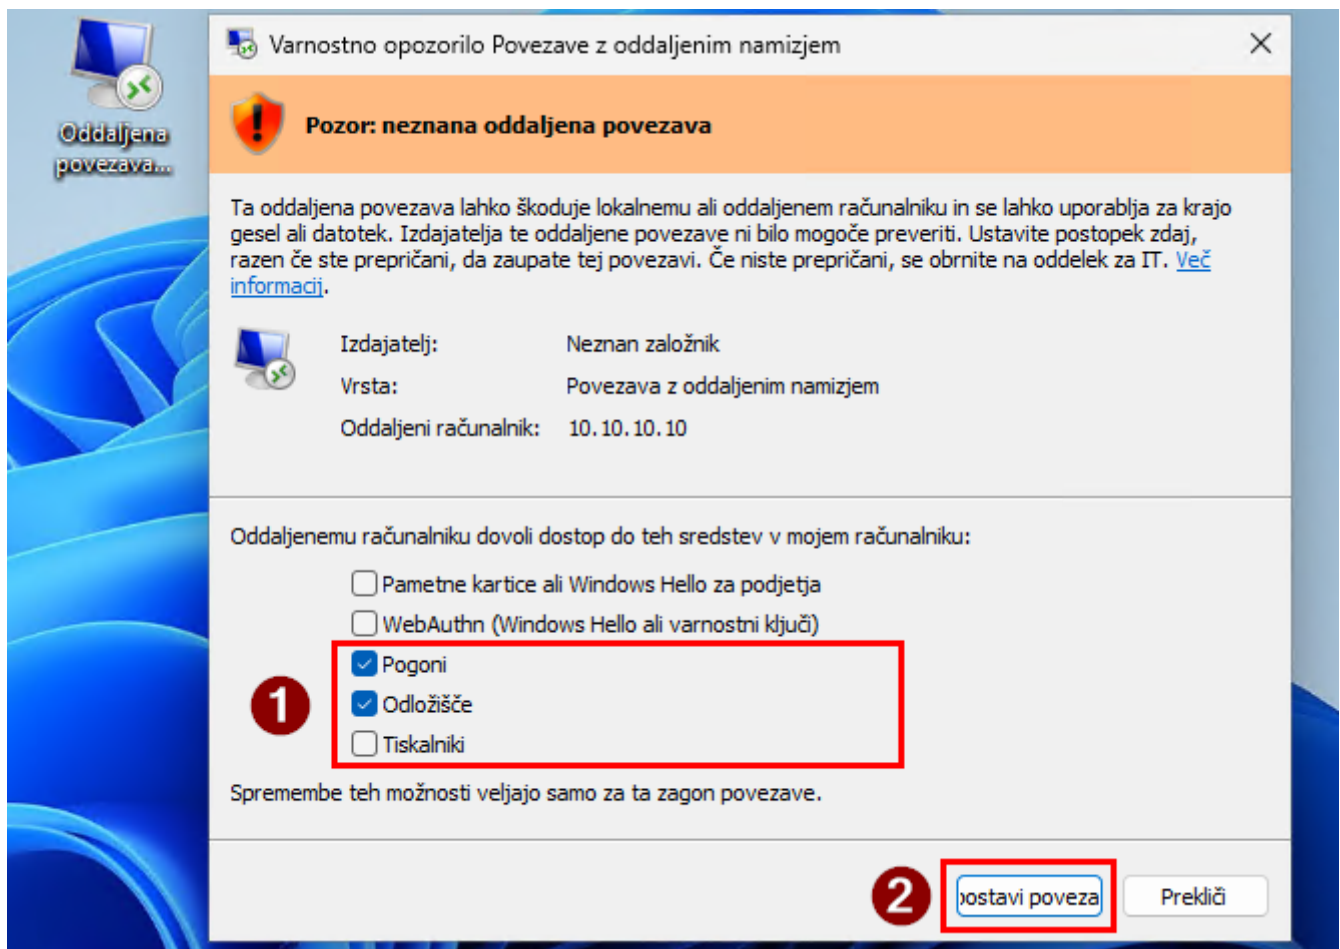 Oddaljena
povezava...
Varnostno opozorilo Povezave z oddaljenim namizjem
Pozor: neznana oddaljena povezava
Ta oddaljena povezava lahko škoduje lokalnemu ali oddaljenem računalniku in se lahko uporablja za krajo
gesel ali datotek. Izdajatelja te oddaljene povezave ni bilo mogoče preveriti. Ustavite postopek zdaj,
razen če ste prepričani, da zaupate tej povezavi. Če niste prepričani, se obrnite na oddelek za IT. Več
informacij.
Izdajatelj: Neznan založnik
Vrsta: Povezava z oddaljenim namizjem
Oddaljeni računalnik: 10.10.10.10
Oddaljenemu računalniku dovoli dostop do teh sredstev v mojem računalniku:
Pametne kartice ali Windows Hello za podjetja
WebAuthn (Windows Hello ali varnostni ključi)
Pogoni
1 Odložišče
Tiskalniki
Spremembe teh možnosti veljajo samo za ta zagon povezave.
2 ostavi poveza Prekliči